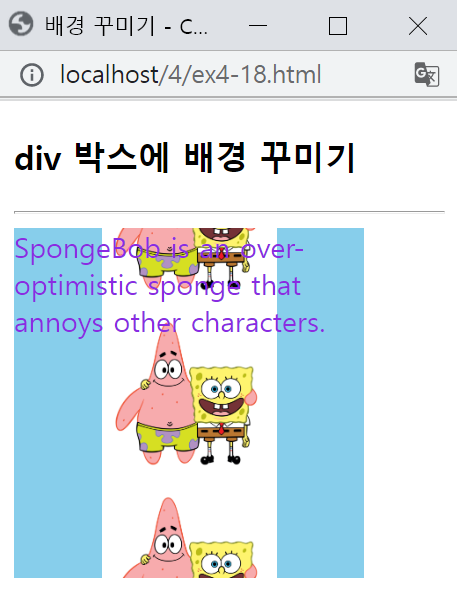 배경 꾸미기 - C...
localhost/4/ex4-18.html
div 박스에 배경 꾸미기
SpongeBob is an over-
optimistic sponge that
annoys other characters.